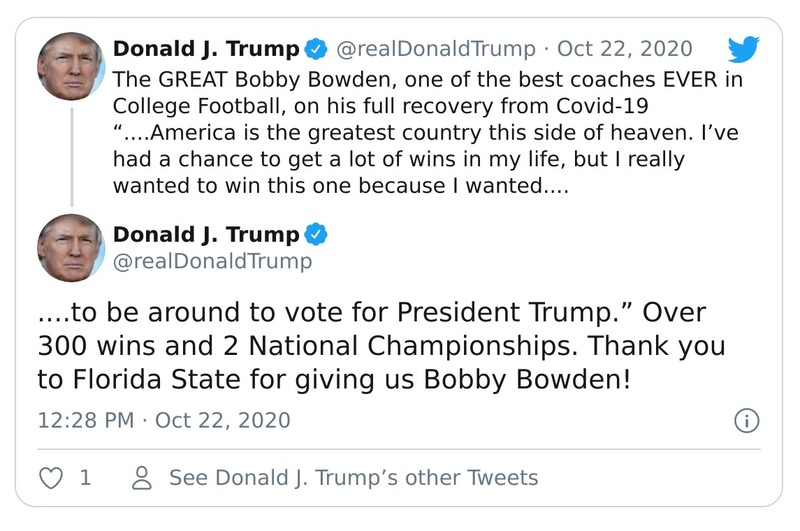 Donald J. Trump @realDonaldTrump · Oct 22, 2020
The GREAT Bobby Bowden, one of the best coaches EVER in
College Football, on his full recovery from Covid-19
“....America is the greatest country this side of heaven. I’ve
had a chance to get a lot of wins in my life, but I really
wanted to win this one because I wanted....
Donald J. Trump
@realDonaldTrump
....to be around to vote for President Trump.” Over
300 wins and 2 National Championships. Thank you
to Florida State for giving us Bobby Bowden!
12:28 PM · Oct 22, 2020
1 See Donald J. Trump’s other Tweets